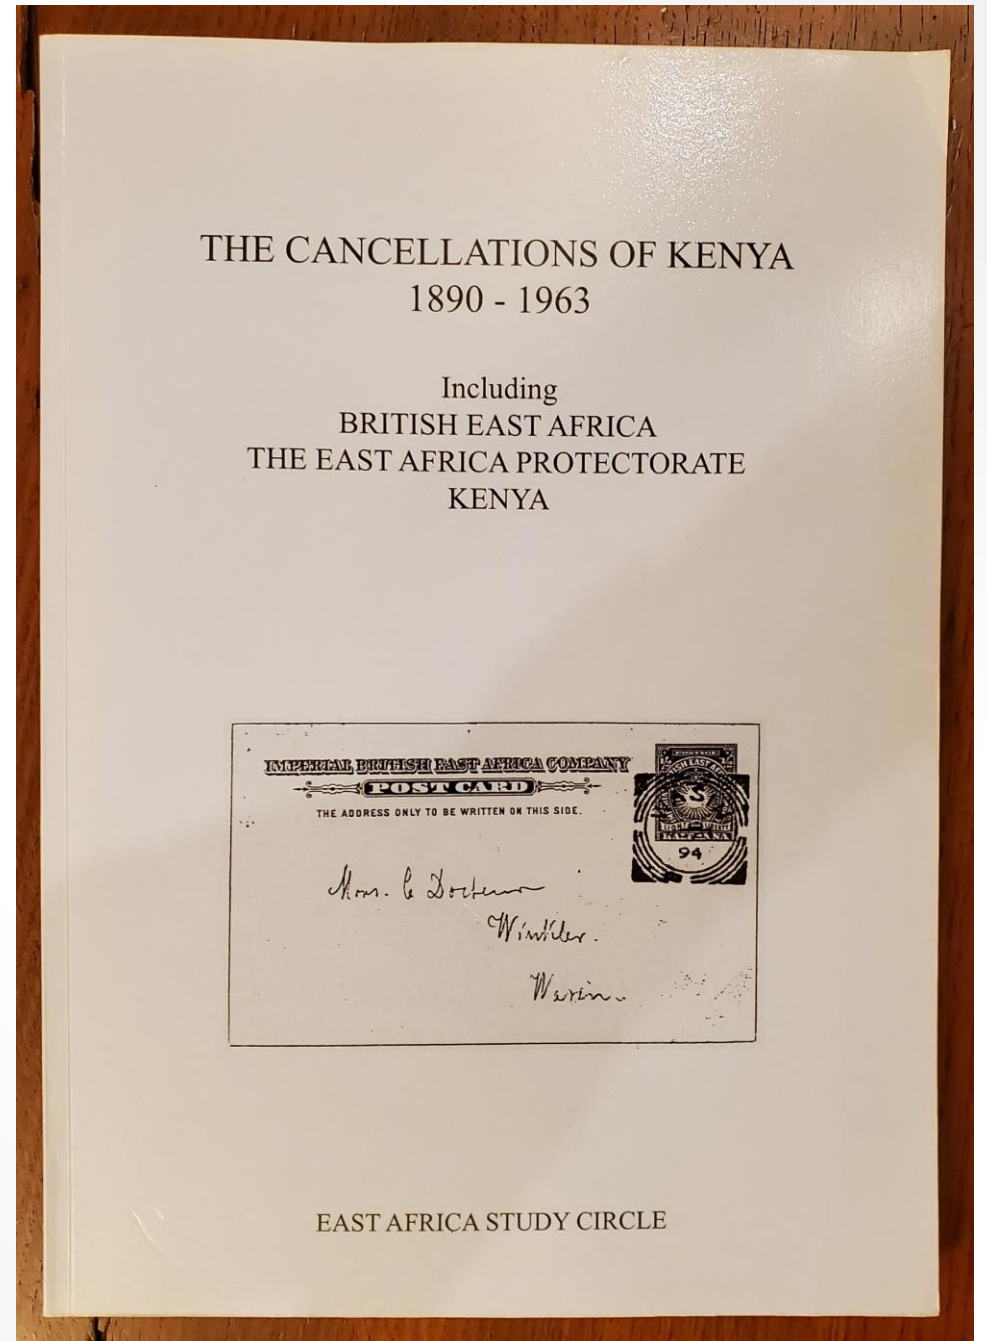 THE CANCELLATIONS OF KENYA
1890 - 1963
Including
BRITISH EAST AFRICA
THE EAST AFRICA PROTECTORATE
KENYA
IMPERIAL BRITISH EAST AFRICA COMPANY
POST CARD
THE ADDRESS ONLY TO BE WRITTEN ON THIS SIDE.
94
Winkler.
EAST AFRICA STUDY CIRCLE